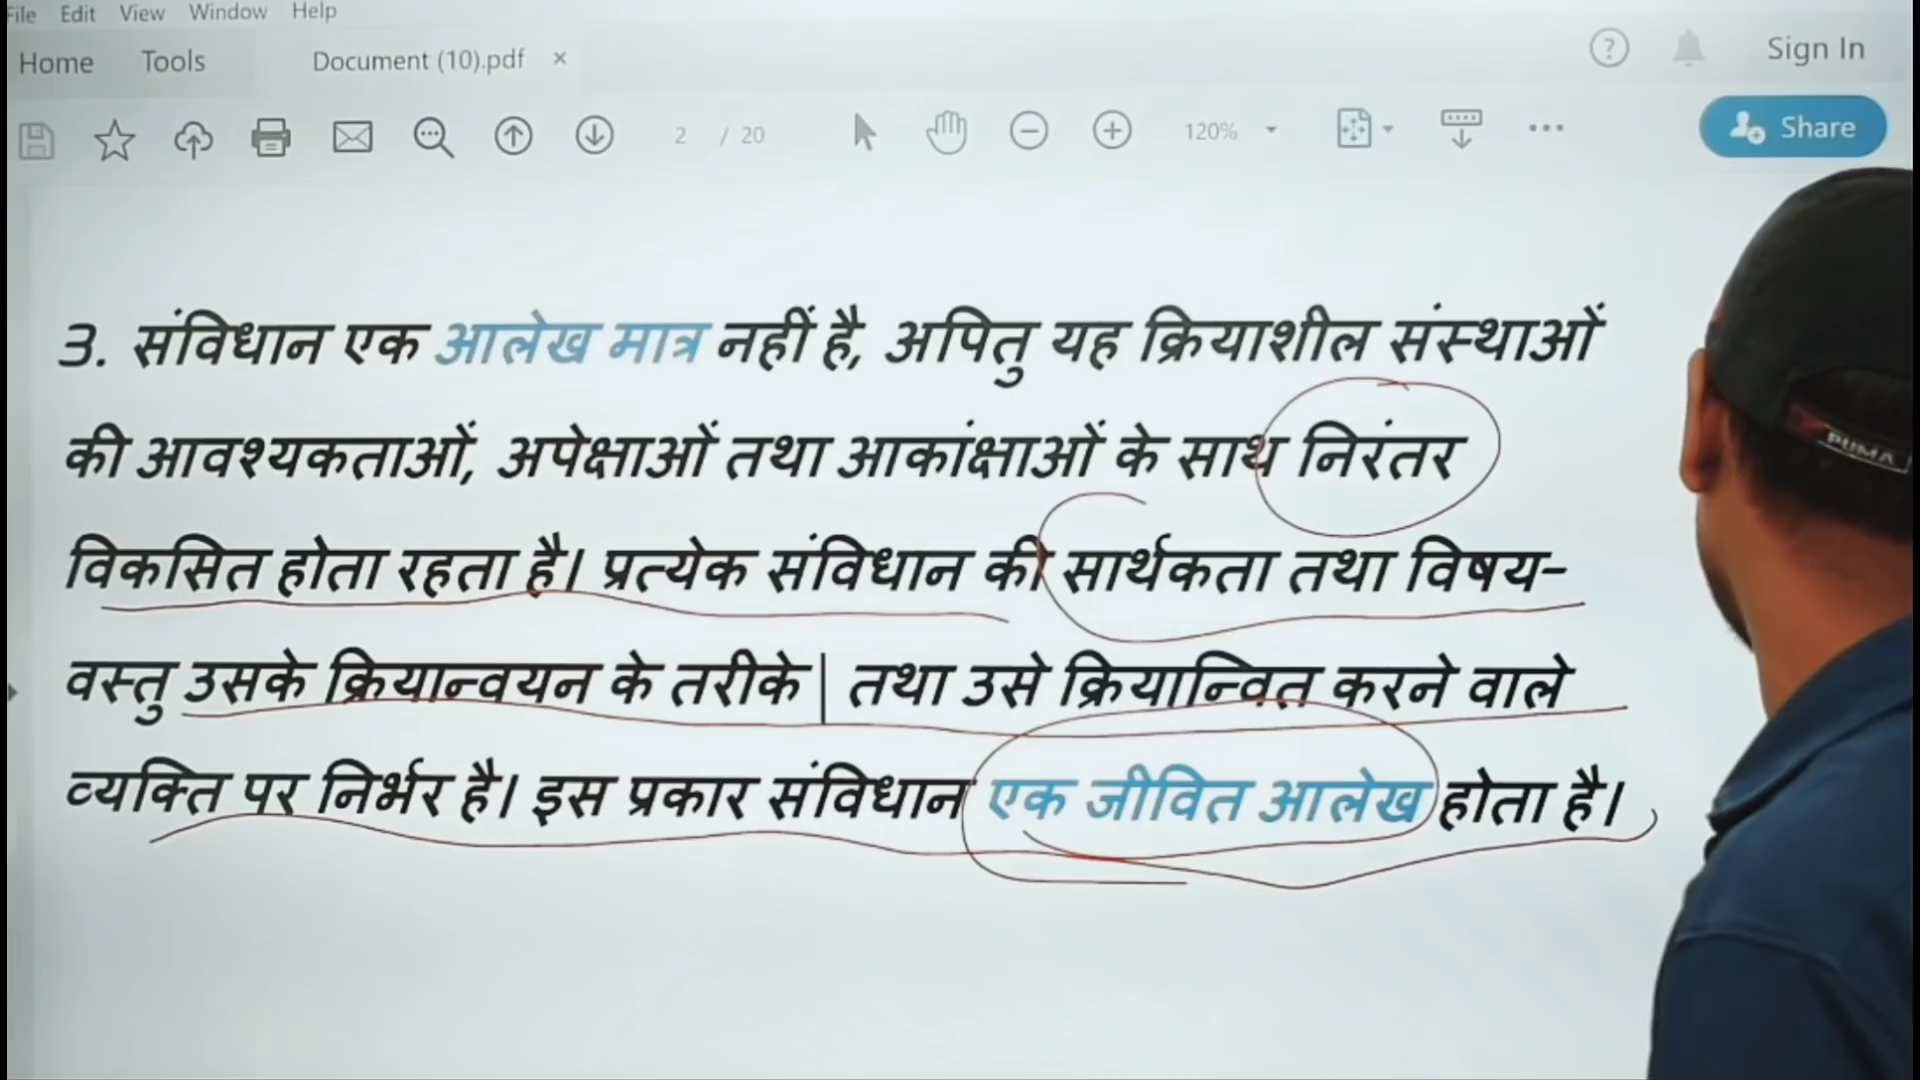 File Edit View Window Help
Home Tools Document (10).pdf × ? Sign In
2 / 20 120% Share
3. संविधान एक आलेख मात्र नहीं है, अपितु यह क्रियाशील संस्थाओं
की आवश्यकताओं, अपेक्षाओं तथा आकांक्षाओं के साथ निरंतर
विकसित होता रहता है। प्रत्येक संविधान की सार्थकता तथा विषय-
वस्तु उसके क्रियान्वयन के तरीके| तथा उसे क्रियान्वित करने वाले
व्यक्ति पर निर्भर है। इस प्रकार संविधान एक जीवित आलेख होता है।
PUMA